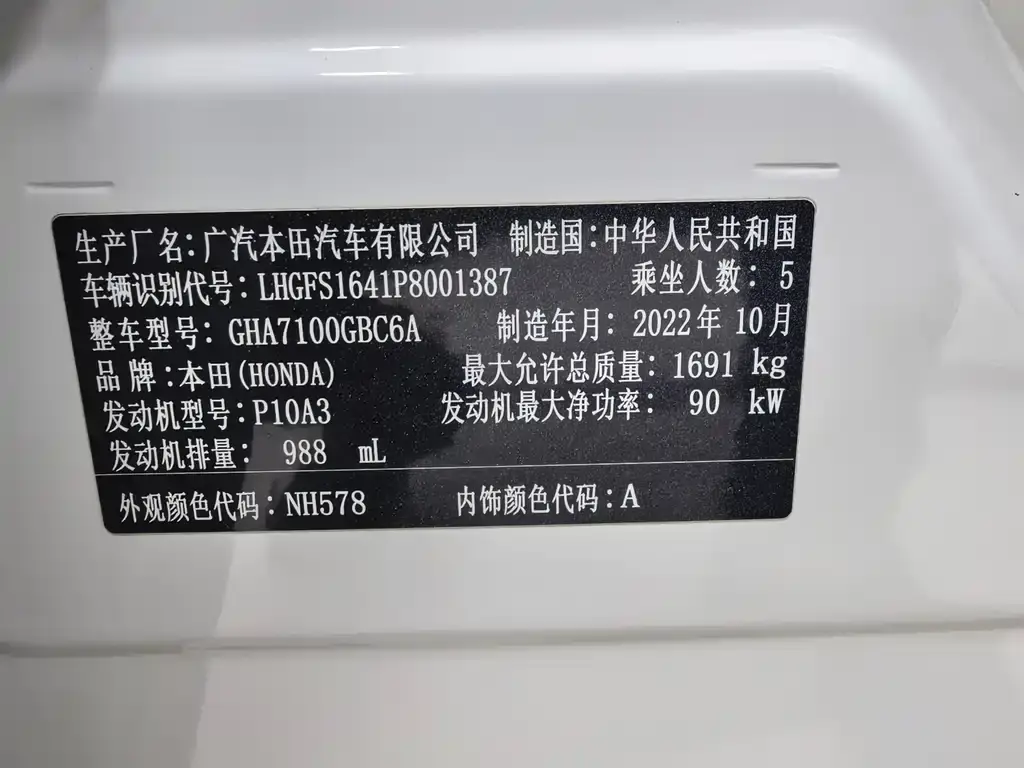 生产厂名:广汽本田汽车有限公司 制造国:中华人民共和国
车辆识别代号:LHGFS1641P8001387 乘坐人数:5
整车型号:GHA7100GBC6A 制造年月:2022年10月
品牌:本田(HONDA) 最大允许总质量:1691 kg
发动机型号:P10A3 发动机最大净功率: 90 kW
发动机排量: 988 mL
外观颜色代码:NH578 内饰颜色代码:A